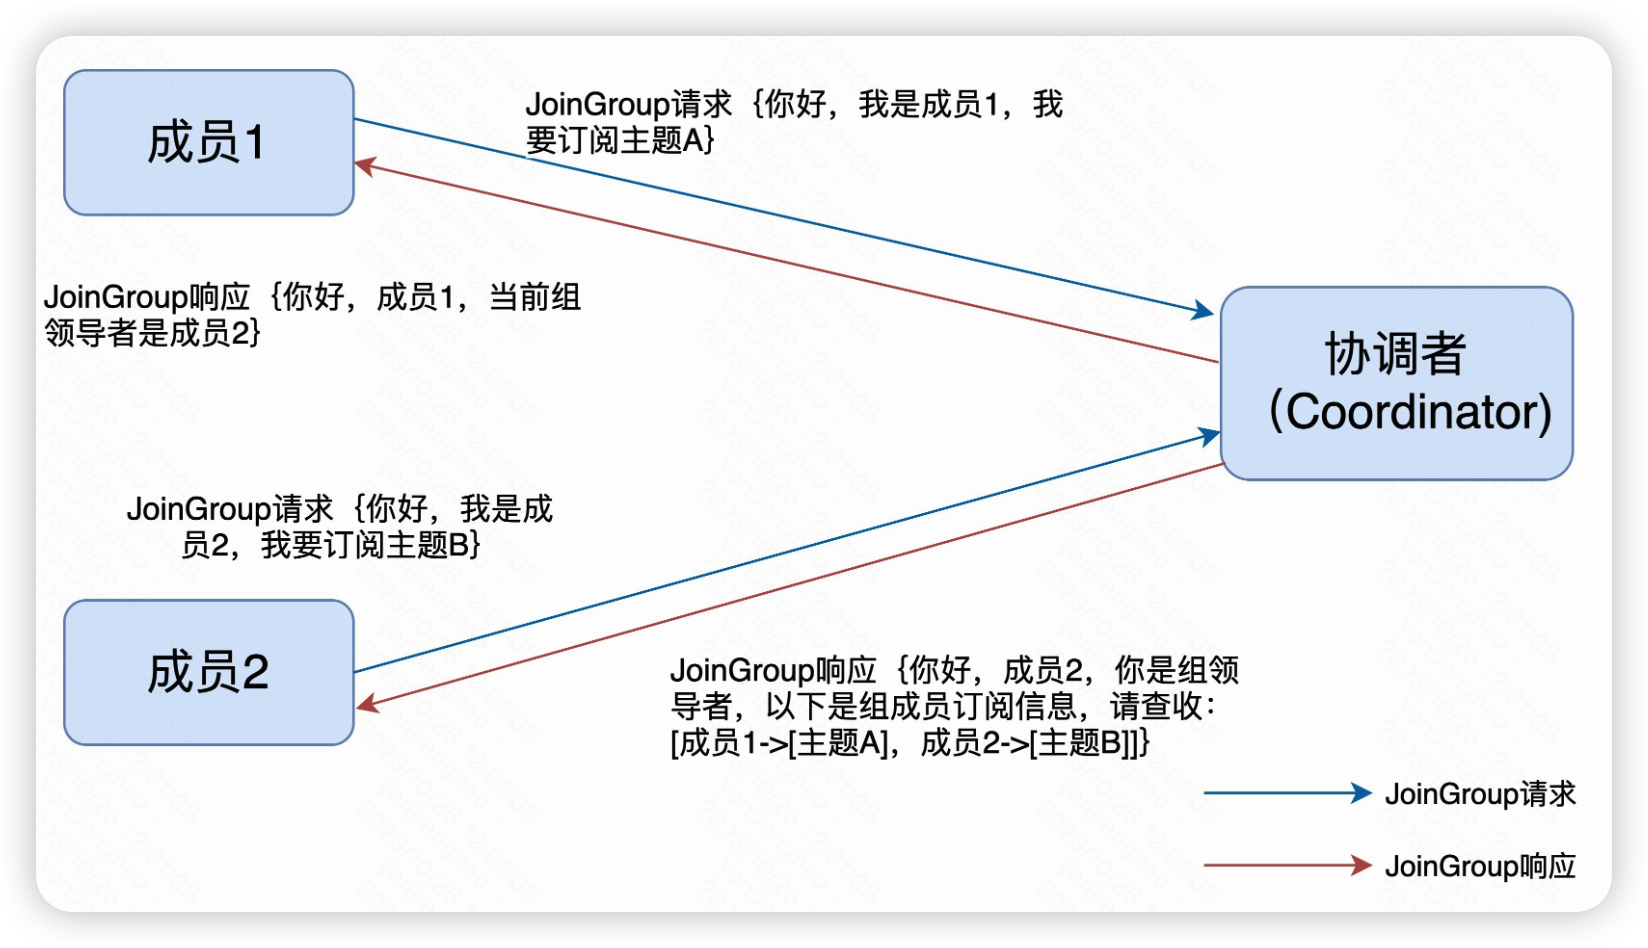 成员1
JoinGroup请求｛你好，我是成员1，我
要订阅主题A｝
JoinGroup响应｛你好，成员1，当前组
领导者是成员2｝
协调者
（Coordinator)
JoinGroup请求｛你好，我是成
员2，我要订阅主题B｝
成员2
JoinGroup响应｛你好，成员2，你是组领
导者，以下是组成员订阅信息，请查收：
[成员1->[主题A]，成员2->[主题B]]｝
JoinGroup请求
JoinGroup响应